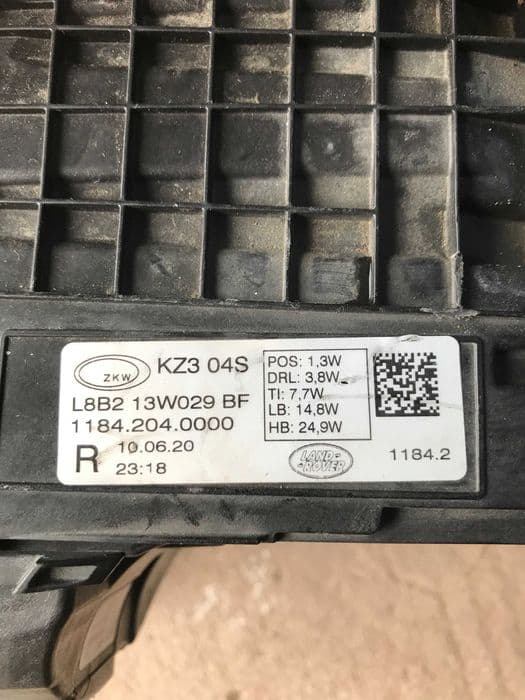 ZKW KZ3 04S
L8B2 13W029 BF
1184.204.0000
R 10.06.20
23:18
POS: 1,3W
DRL: 3,8W
TI: 7,7W
LB: 14,8W
HB: 24,9W
LAND-
-ROVER
1184.2